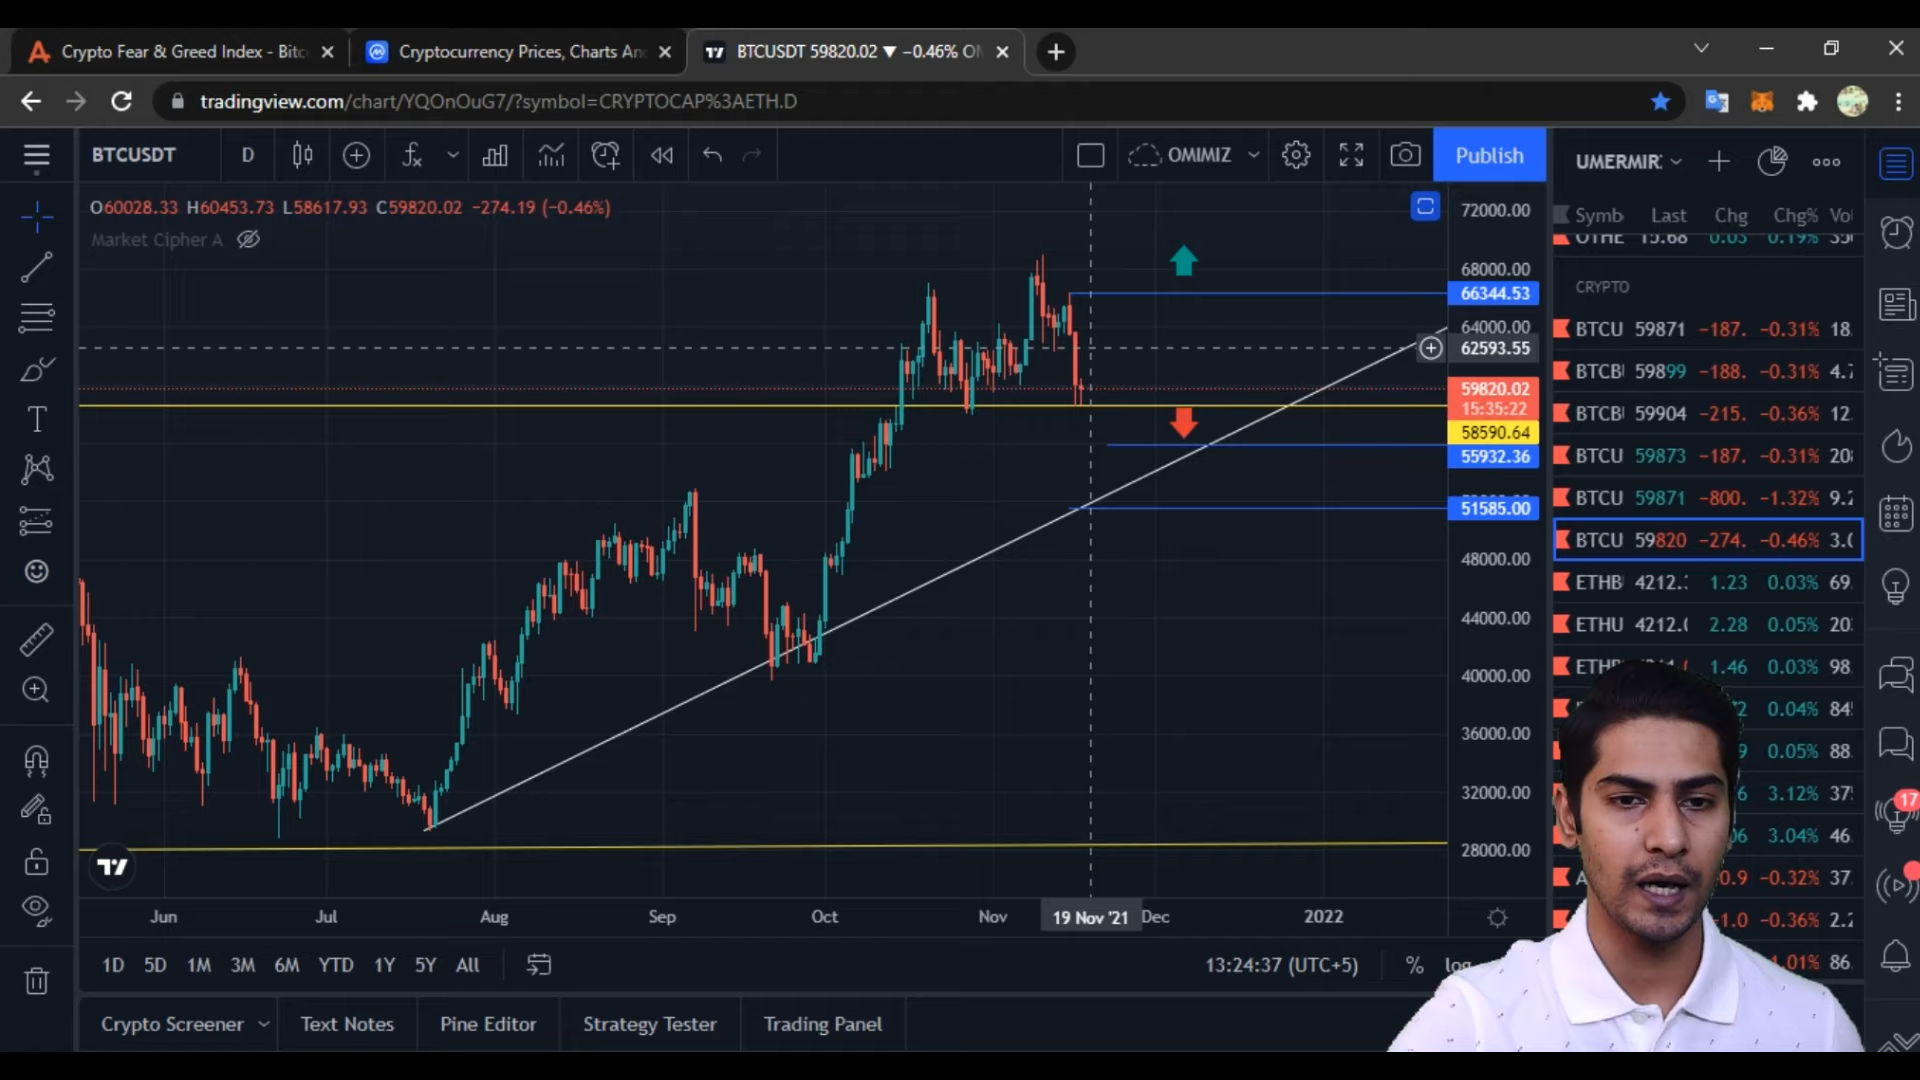 Crypto Fear & Greed Index - Bitc
Cryptocurrency Prices, Charts An
BTCUSDT 59820.02 ▼ −0.46% O
tradingview.com/chart/YQOnOuG7/?symbol=CRYPTOCAP%3AETH.D
BTCUSDT D OMIMIZ Publish UMERMIR
O60028.33 H60453.73 L58617.93 C59820.02 −274.19 (−0.46%)
Market Cipher A
72000.00
68000.00
66344.53
64000.00
62593.55
59820.02
15:35:22
58590.64
55932.36
51585.00
48000.00
44000.00
40000.00
36000.00
32000.00
28000.00
Symb Last Chg Chg% Vol
OTHE 15.68 0.03 0.19%
CRYPTO
BTCU 59871 −187. −0.31% 18.
BTCB 59899 −188. −0.31% 4.7
BTCB 59904 −215. −0.36% 12.
BTCU 59873 −187. −0.31% 20
BTCU 59871 −800. −1.32% 9.2
BTCU 59820 −274. −0.46% 3.0
ETHB 4212. 1.23 0.03% 69.
ETHU 4212. 2.28 0.05% 20
ETHB 1.46 0.03% 98.
0.04% 84
0.05% 88.
3.12% 37
3.04% 46.
0.9 −0.32% 37.
−1.0 −0.36% 2.2
86.
17
Jun Jul Aug Sep Oct Nov 19 Nov '21 Dec 2022
1D 5D 1M 3M 6M YTD 1Y 5Y All
13:24:37 (UTC+5) % log
Crypto Screener Text Notes Pine Editor Strategy Tester Trading Panel